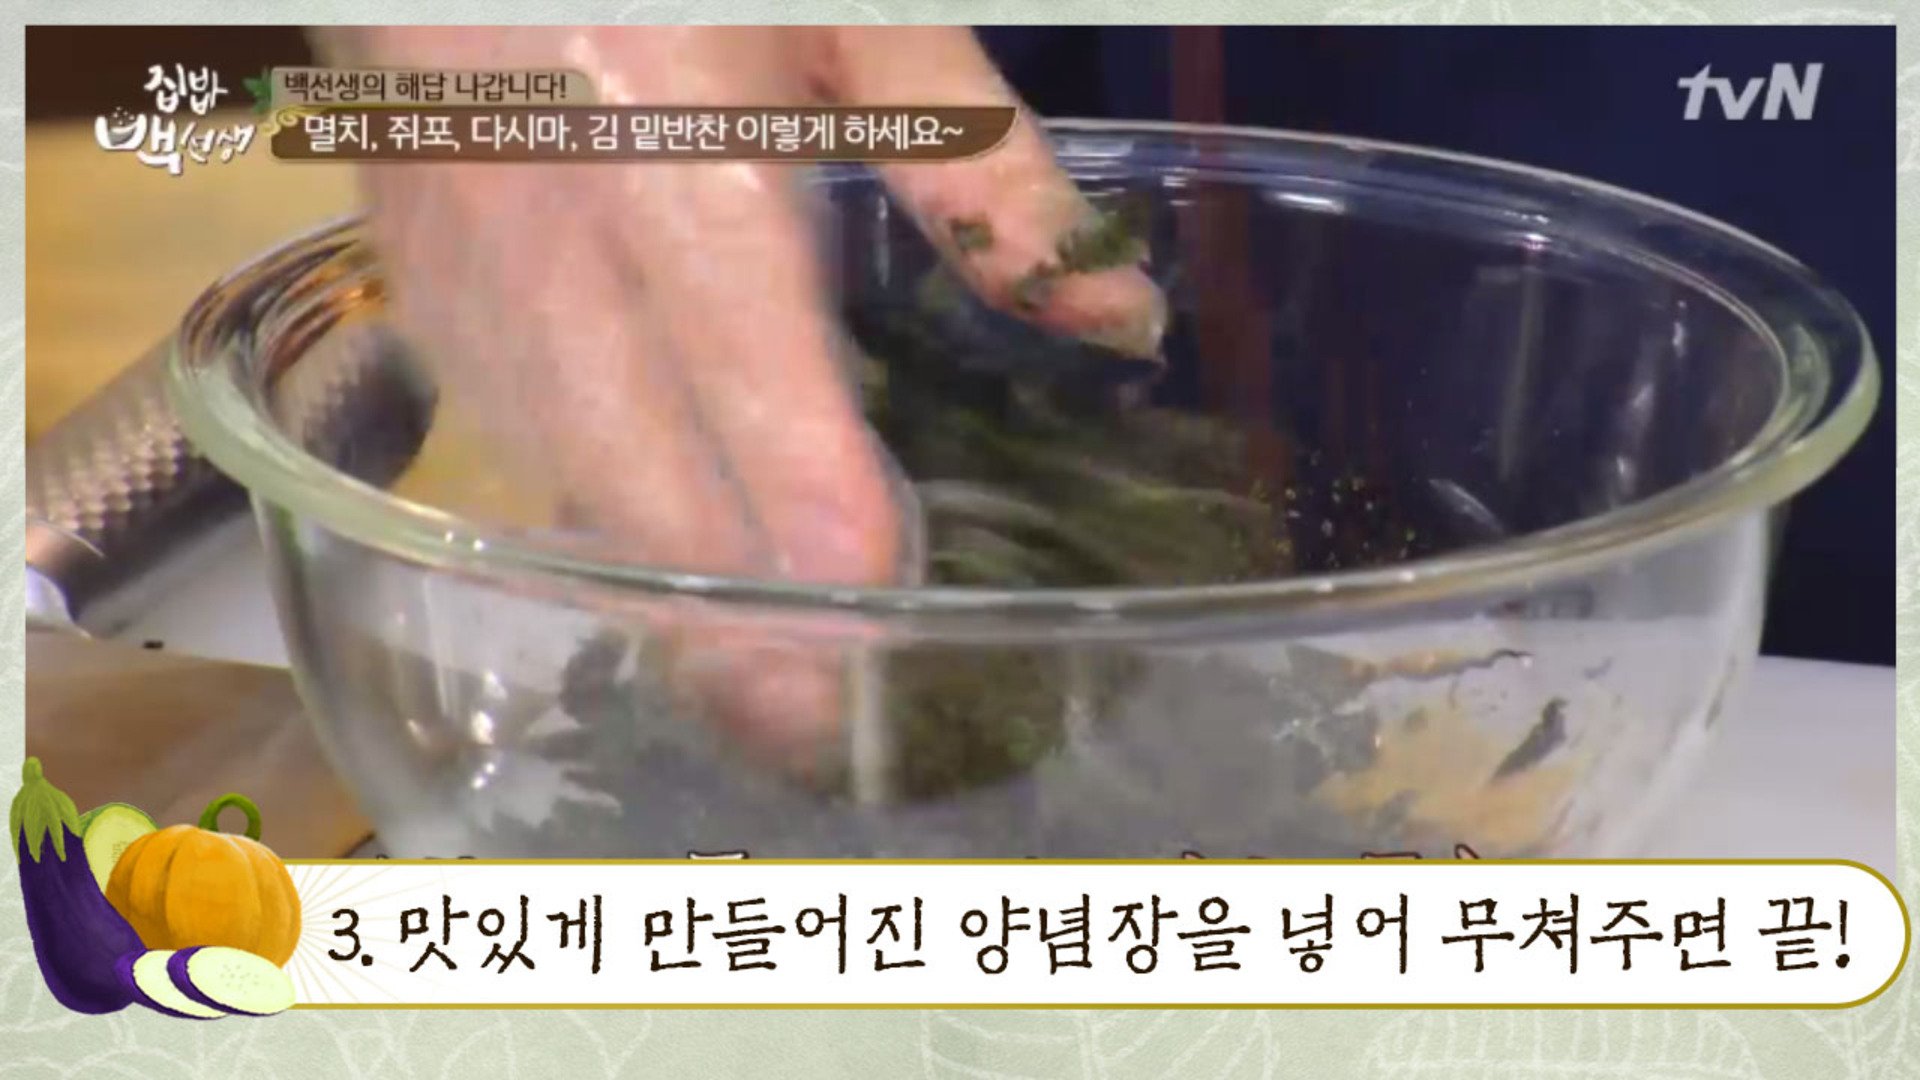 집밥
백선생
백선생의 해답 나갑니다!
멸치, 쥐포, 다시마, 김 밑반찬 이렇게 하세요~
tvN
3. 맛있게 만들어진 양념장을 넣어 무쳐주면 끝!